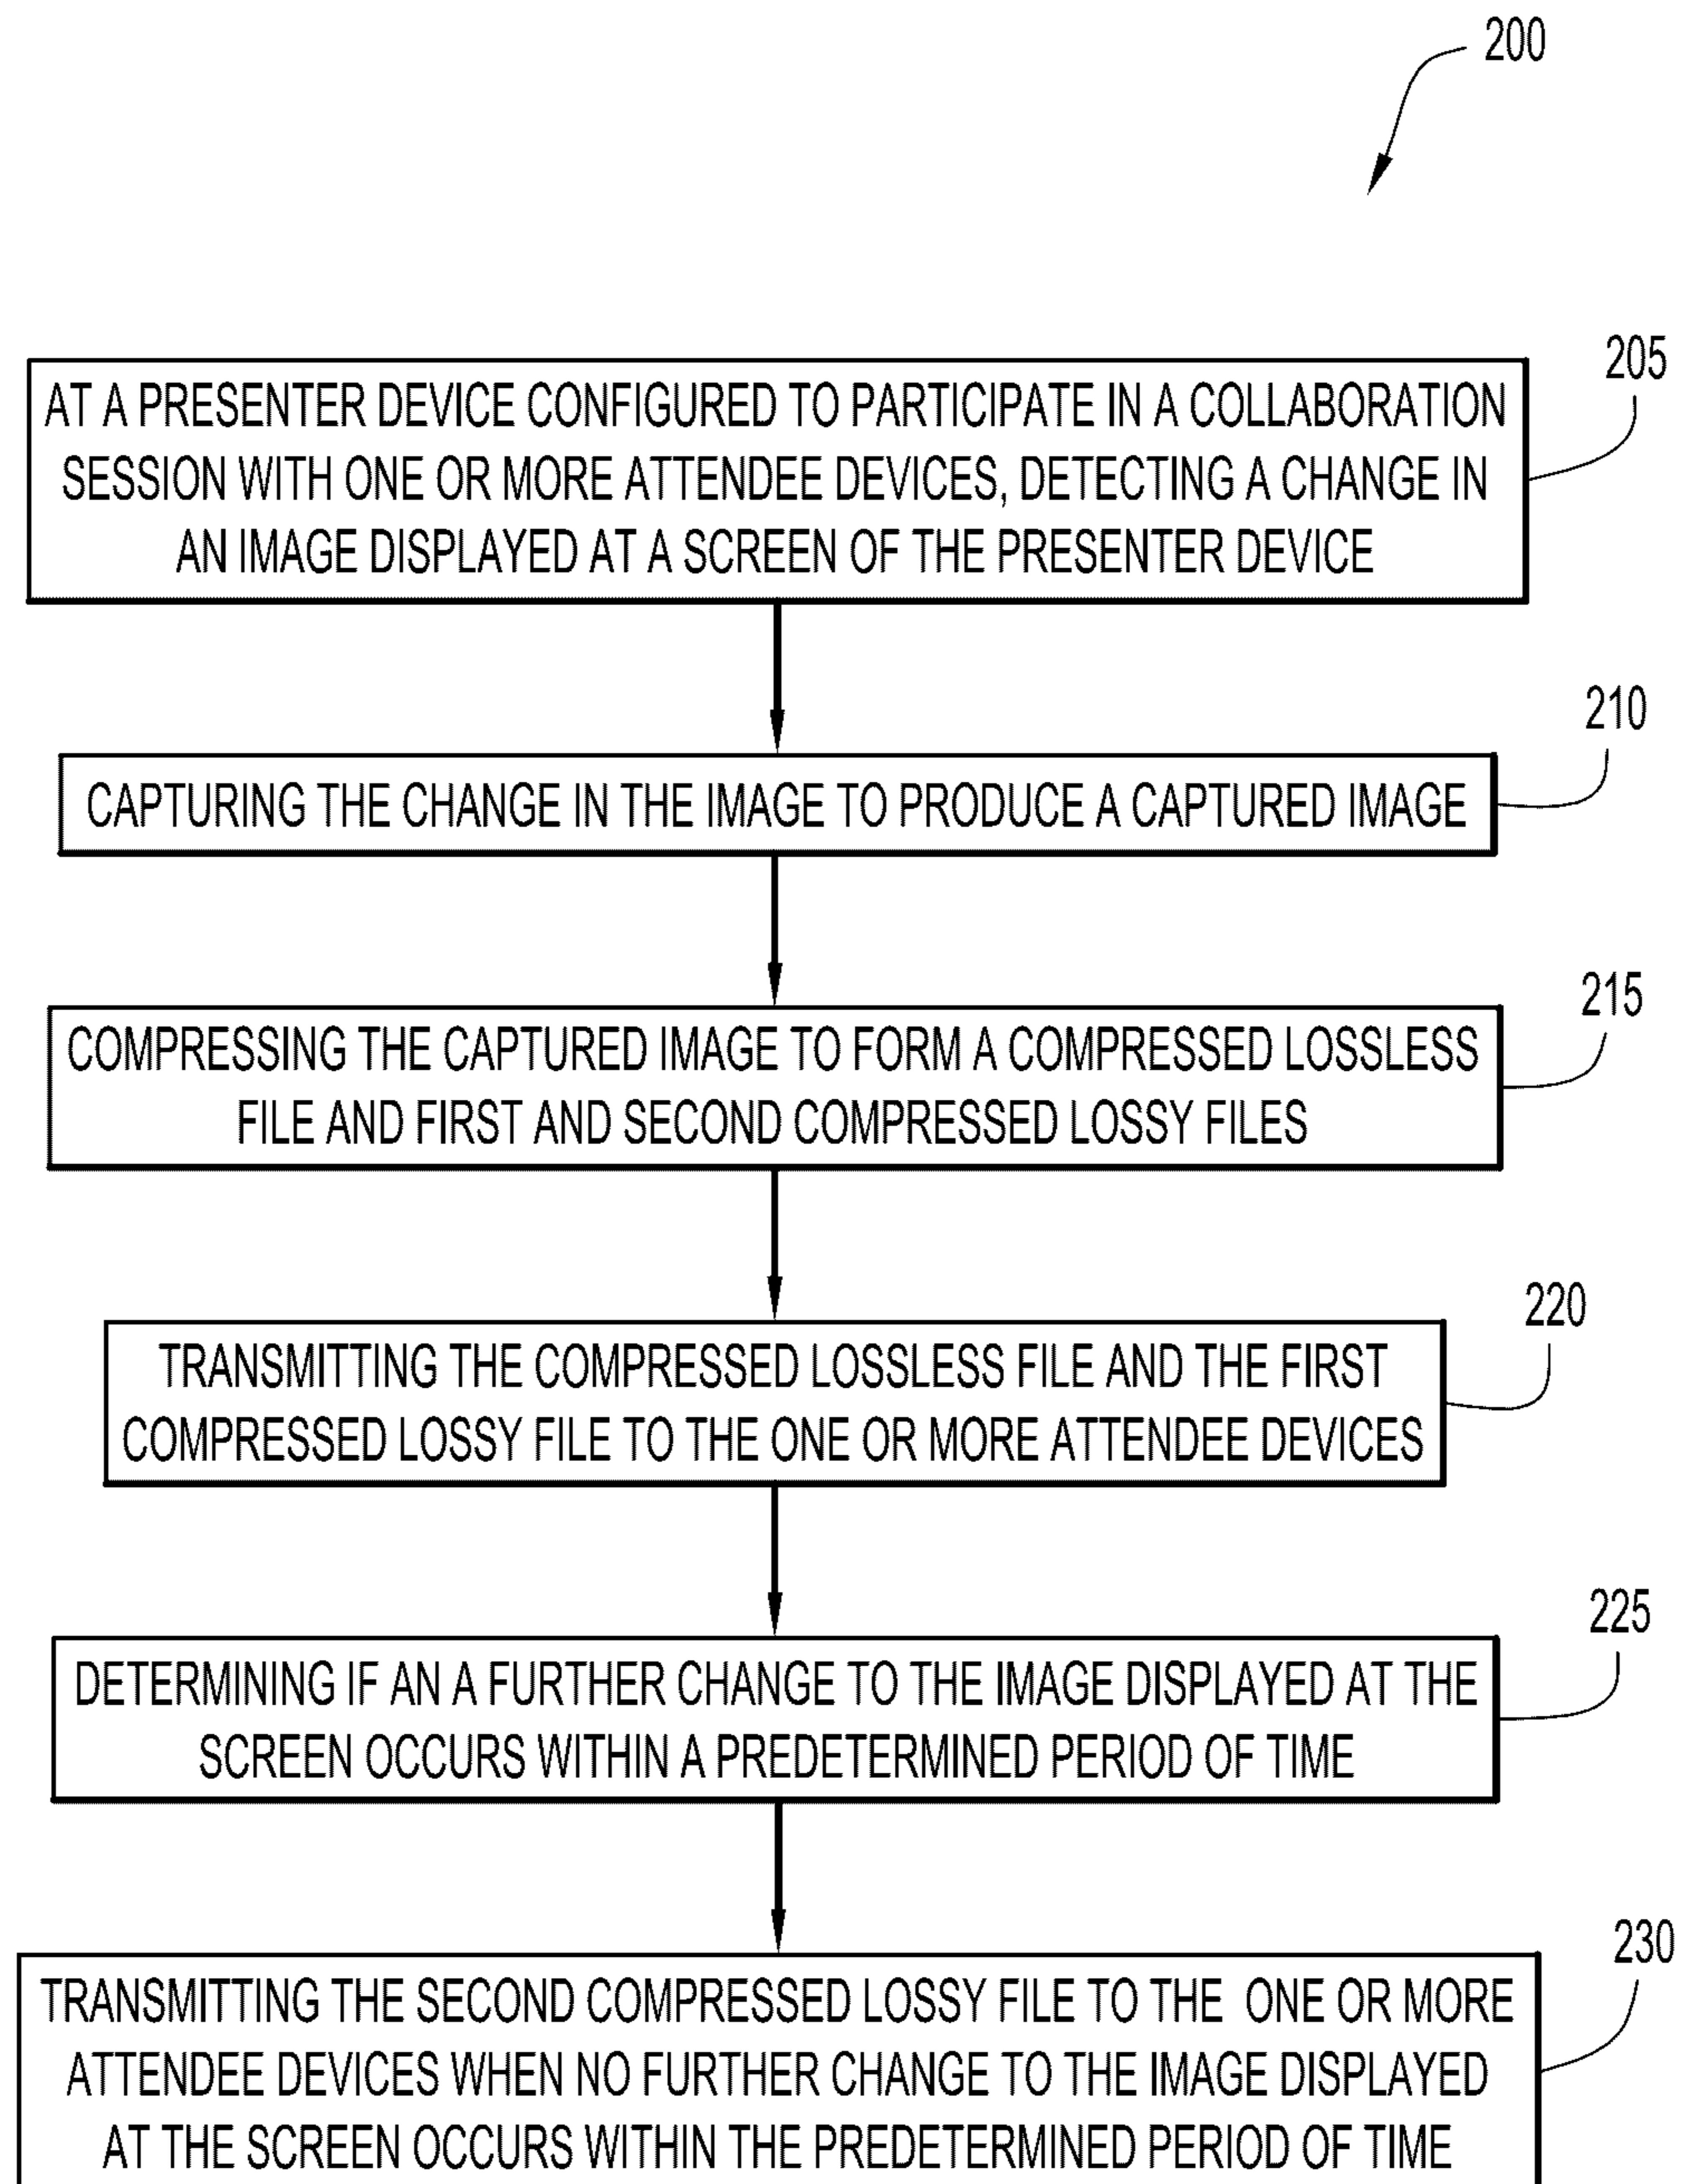 200
205
AT A PRESENTER DEVICE CONFIGURED TO PARTICIPATE IN A COLLABORATION
SESSION WITH ONE OR MORE ATTENDEE DEVICES, DETECTING A CHANGE IN
AN IMAGE DISPLAYED AT A SCREEN OF THE PRESENTER DEVICE
210
CAPTURING THE CHANGE IN THE IMAGE TO PRODUCE A CAPTURED IMAGE
215
COMPRESSING THE CAPTURED IMAGE TO FORM A COMPRESSED LOSSLESS
FILE AND FIRST AND SECOND COMPRESSED LOSSY FILES
220
TRANSMITTING THE COMPRESSED LOSSLESS FILE AND THE FIRST
COMPRESSED LOSSY FILE TO THE ONE OR MORE ATTENDEE DEVICES
225
DETERMINING IF AN A FURTHER CHANGE TO THE IMAGE DISPLAYED AT THE
SCREEN OCCURS WITHIN A PREDETERMINED PERIOD OF TIME
230
TRANSMITTING THE SECOND COMPRESSED LOSSY FILE TO THE ONE OR MORE
ATTENDEE DEVICES WHEN NO FURTHER CHANGE TO THE IMAGE DISPLAYED
AT THE SCREEN OCCURS WITHIN THE PREDETERMINED PERIOD OF TIME